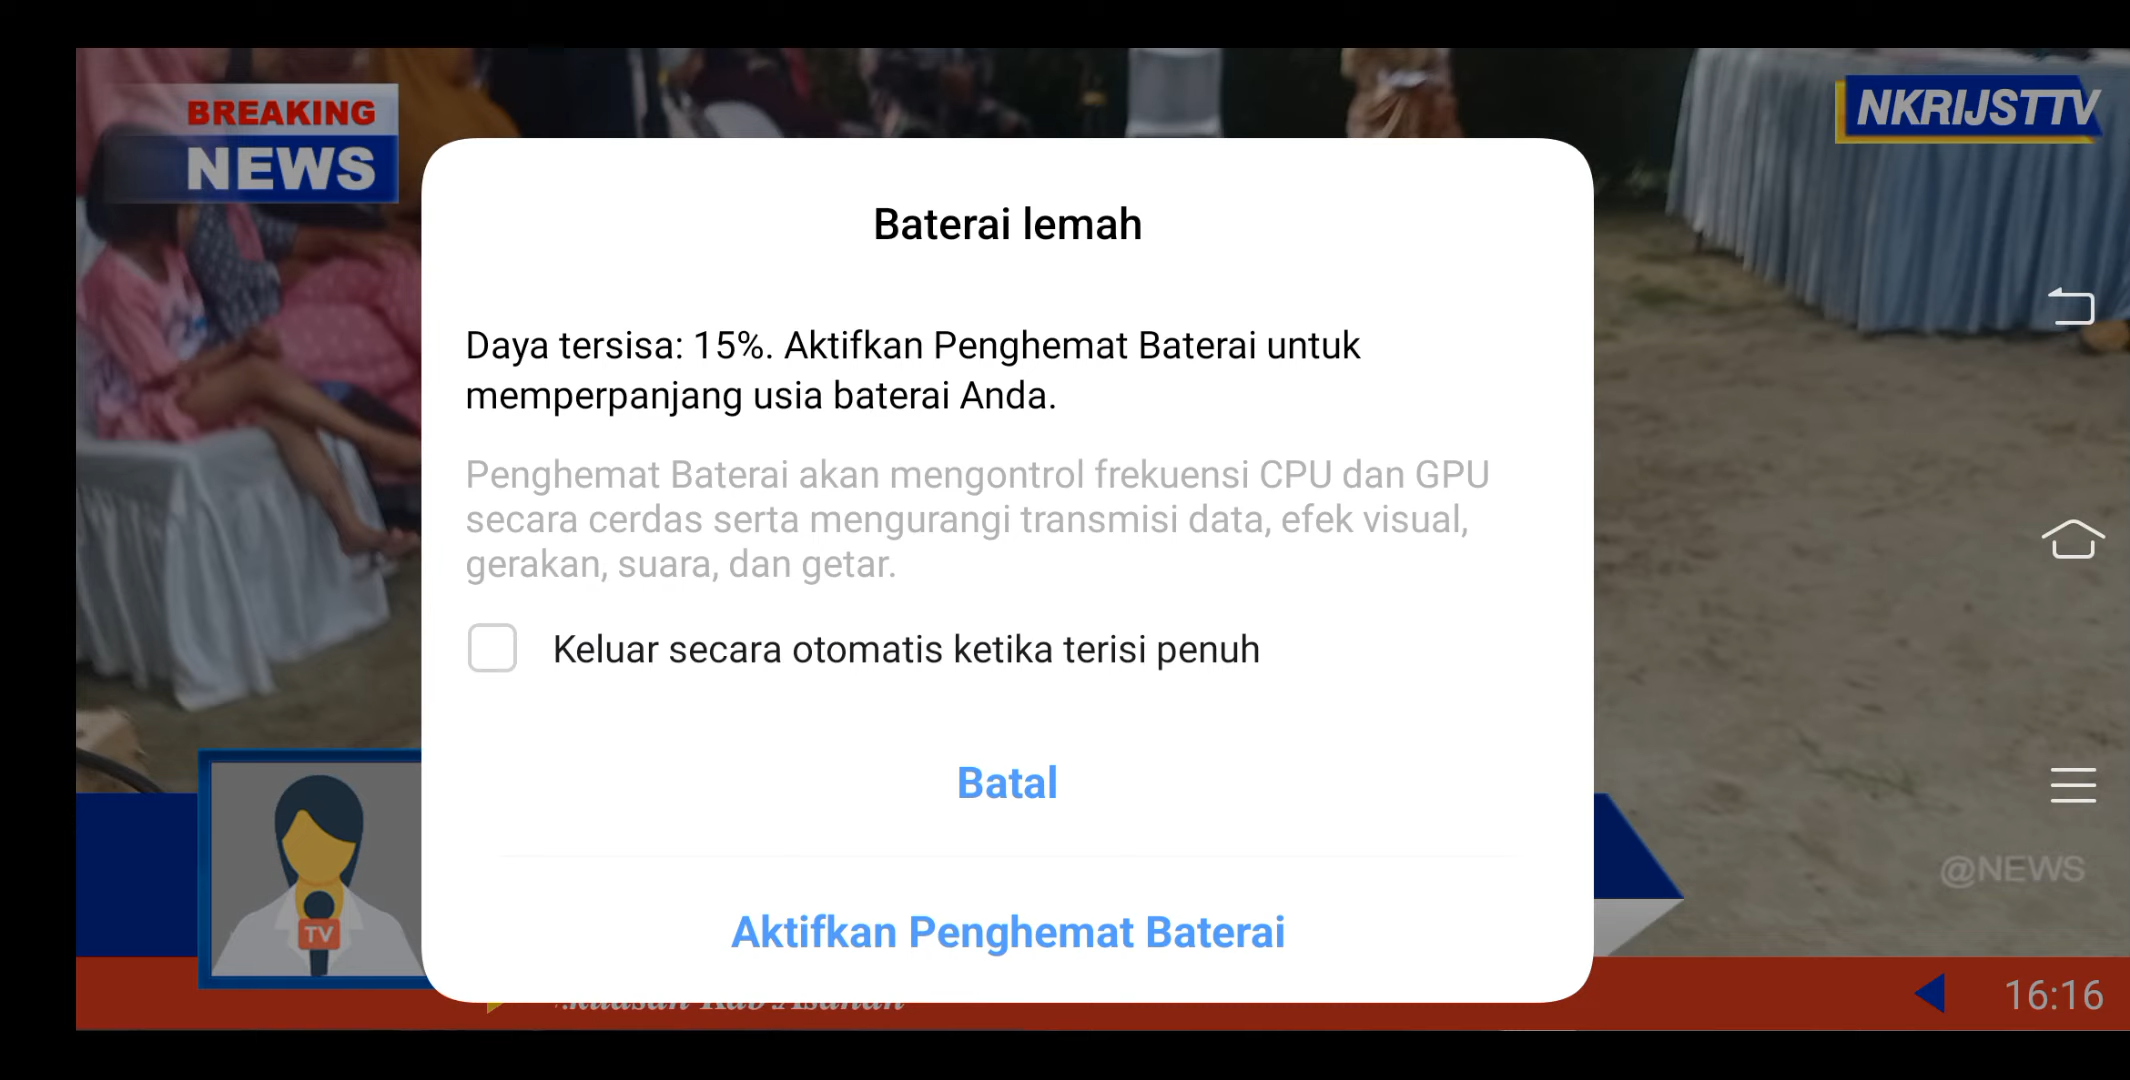 BREAKING
NEWS
NKRIJSTTV
Baterai lemah
Daya tersisa: 15%. Aktifkan Penghemat Baterai untuk
memperpanjang usia baterai Anda.
Penghemat Baterai akan mengontrol frekuensi CPU dan GPU
secara cerdas serta mengurangi transmisi data, efek visual,
gerakan, suara, dan getar.
Keluar secara otomatis ketika terisi penuh
Batal
Aktifkan Penghemat Baterai
@NEWS
TV
16:16